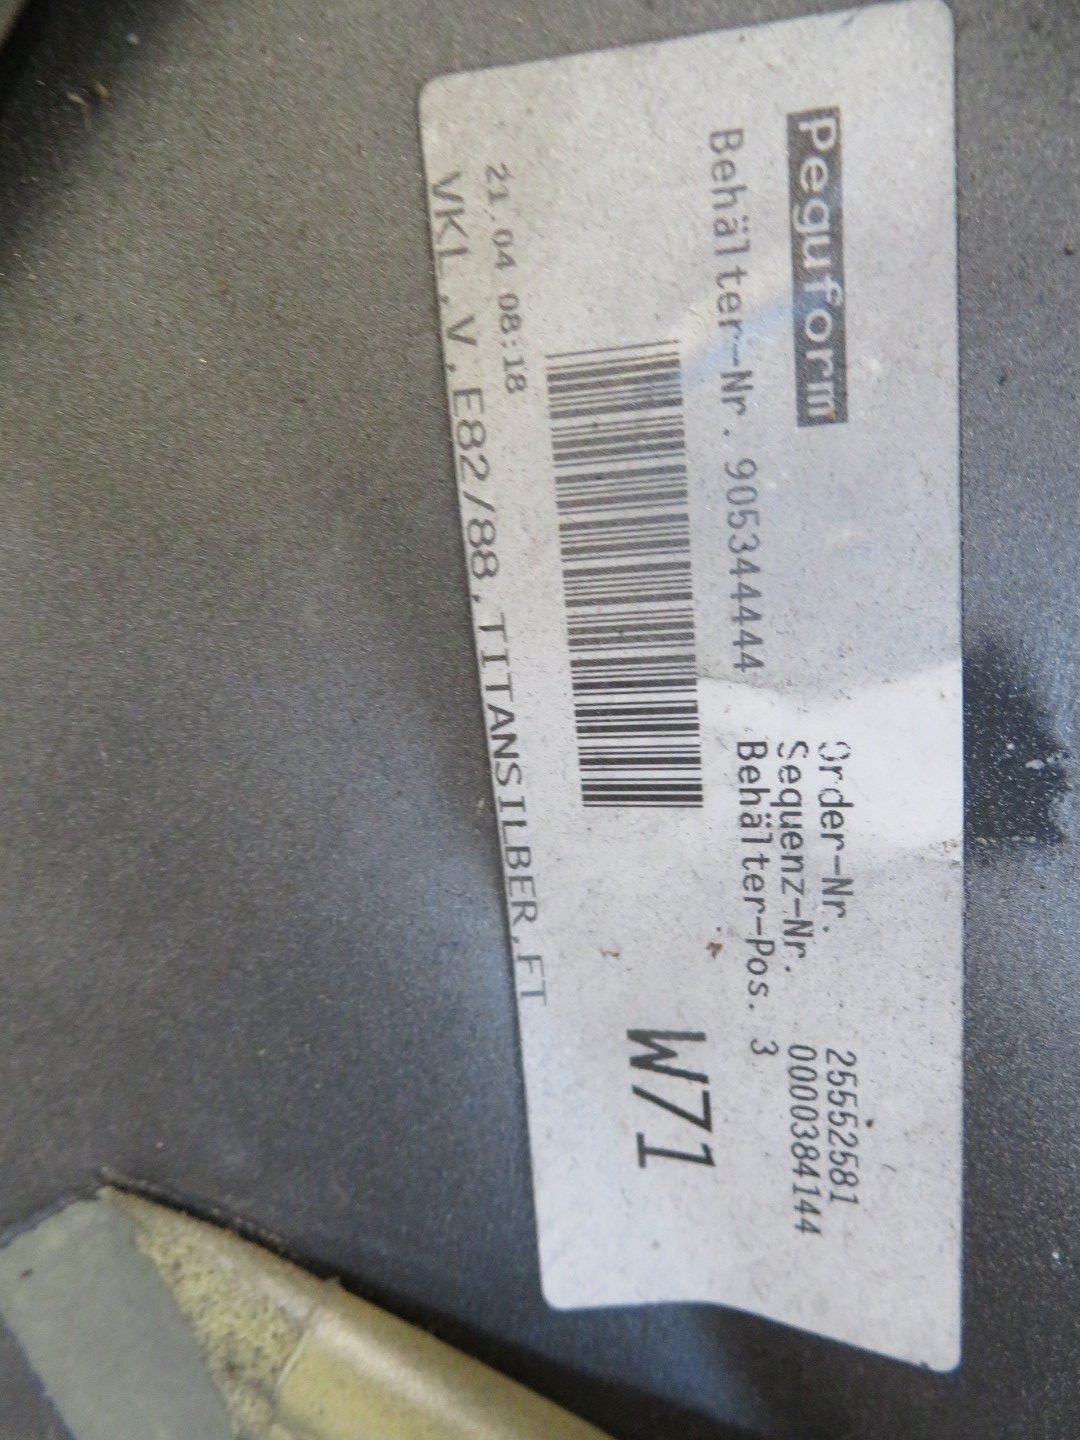 Peguform
Order-Nr. 25552581
Sequenz-Nr. 0000384144
Behälter-Nr. 90534444 Behälter-Pos. 3
W71
21.04 08:18
VKL,V,E82/88,TITANSILBER,FT